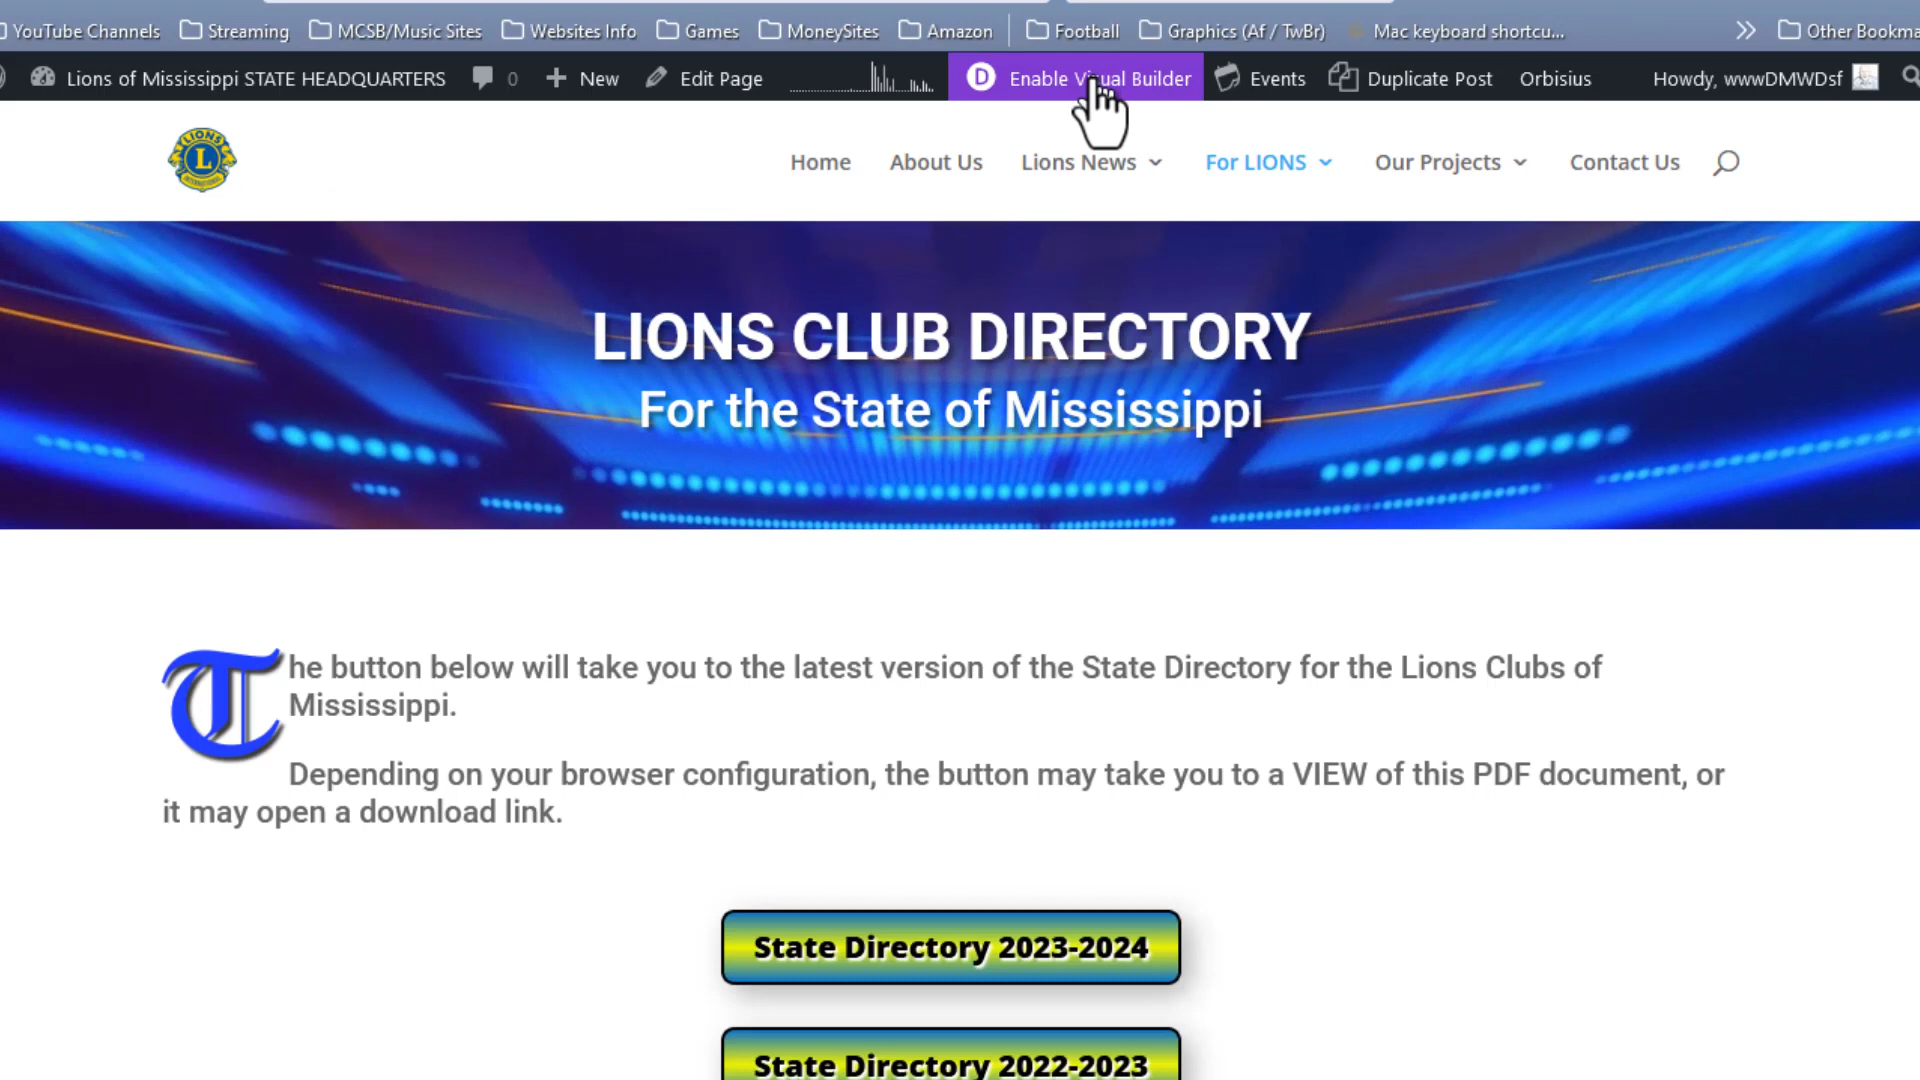 YouTube Channels Streaming MCSB/Music Sites Websites Info Games MoneySites Amazon Football Graphics (Af / TwBr) Mac keyboard shortcu... Other Bookma
Lions of Mississippi STATE HEADQUARTERS 0 New Edit Page D Enable Visual Builder Events Duplicate Post Orbisius Howdy, wwwDMWDsf
LIONS
L
INTERNATIONAL
Home About Us Lions News For LIONS Our Projects Contact Us
LIONS CLUB DIRECTORY
For the State of Mississippi
The button below will take you to the latest version of the State Directory for the Lions Clubs of
Mississippi.
Depending on your browser configuration, the button may take you to a VIEW of this PDF document, or
it may open a download link.
State Directory 2023-2024
State Directory 2022-2023